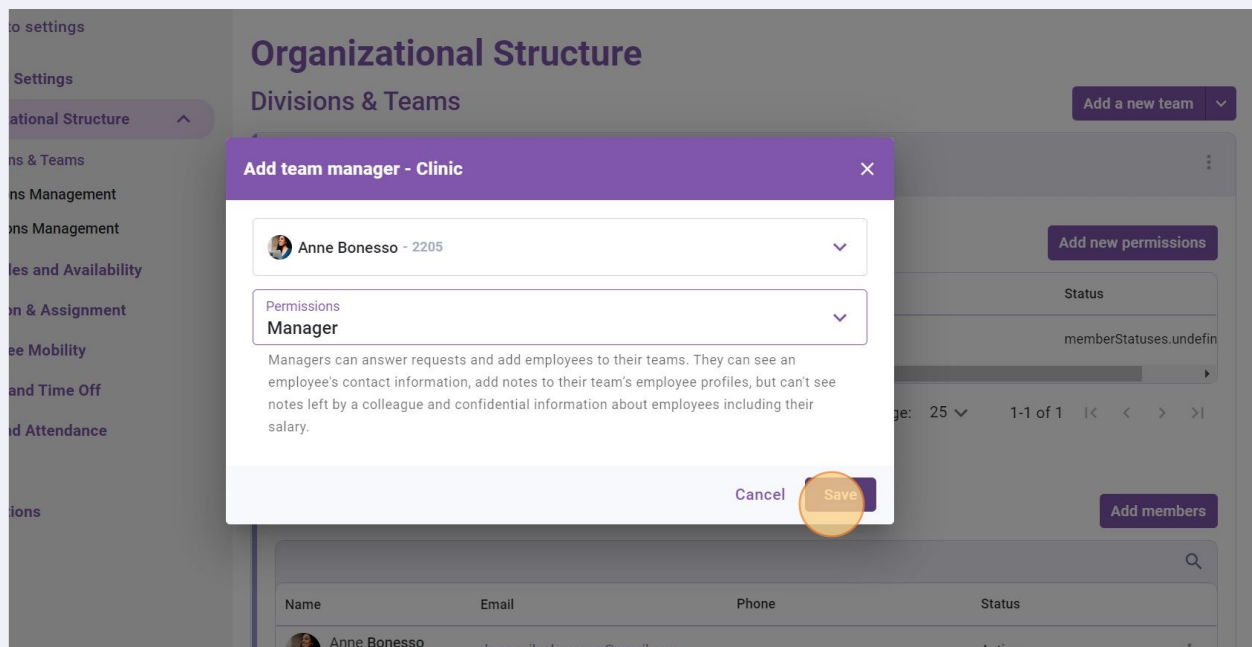 to settings
Settings
ational Structure
ns & Teams
ons Management
ons Management
les and Availability
on & Assignment
ee Mobility
and Time Off
nd Attendance
ions
Organizational Structure
Divisions & Teams
Add a new team
Add team manager - Clinic
Anne Bonesso - 2205
Permissions
Manager
Managers can answer requests and add employees to their teams. They can see an
employee's contact information, add notes to their team's employee profiles, but can't see
notes left by a colleague and confidential information about employees including their
salary.
Cancel Save
Add new permissions
Status
memberStatuses.undefin
ge: 25 1-1 of 1
Add members
Name Email Phone Status
Anne Bonesso